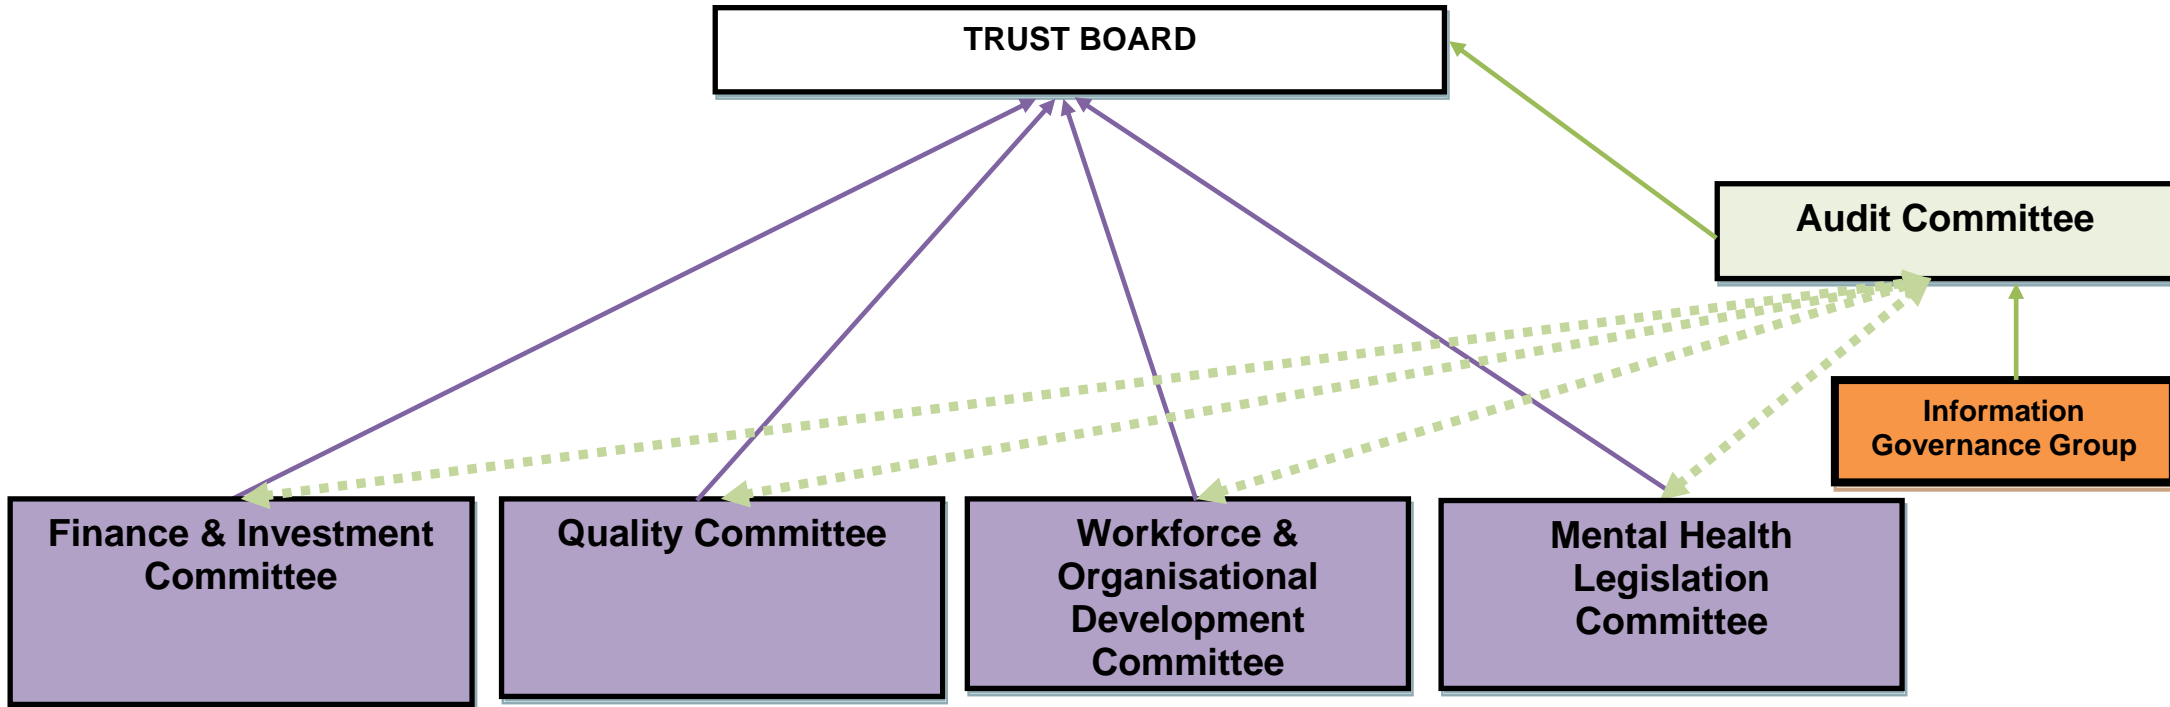 TRUST BOARD
Audit Committee
Information
Governance Group
Finance & Investment
Committee
Quality Committee
Workforce &
Organisational
Development
Committee
Mental Health
Legislation
Committee